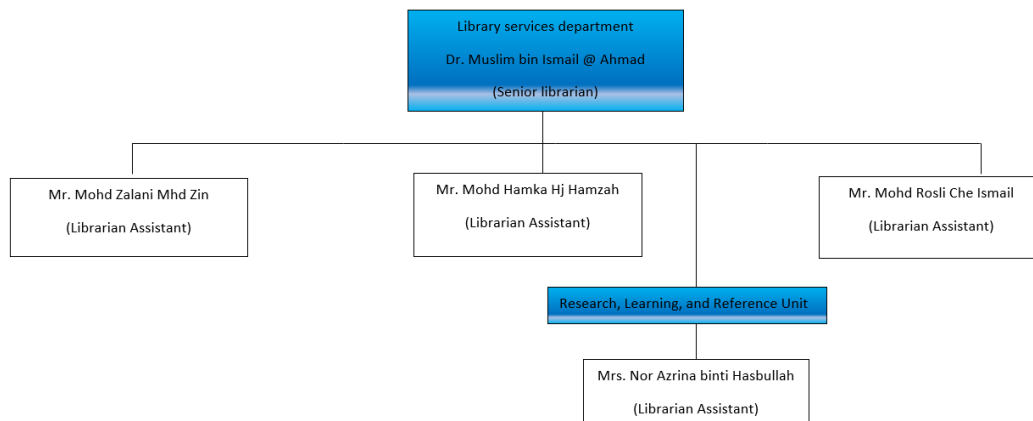 Library services department
Dr. Muslim bin Ismail @ Ahmad
(Senior librarian)
Mr. Mohd Zalani Mhd Zin
(Librarian Assistant)
Mr. Mohd Hamka Hj Hamzah
(Librarian Assistant)
Mr. Mohd Rosli Che Ismail
(Librarian Assistant)
Research, Learning, and Reference Unit
Mrs. Nor Azrina binti Hasbullah
(Librarian Assistant)